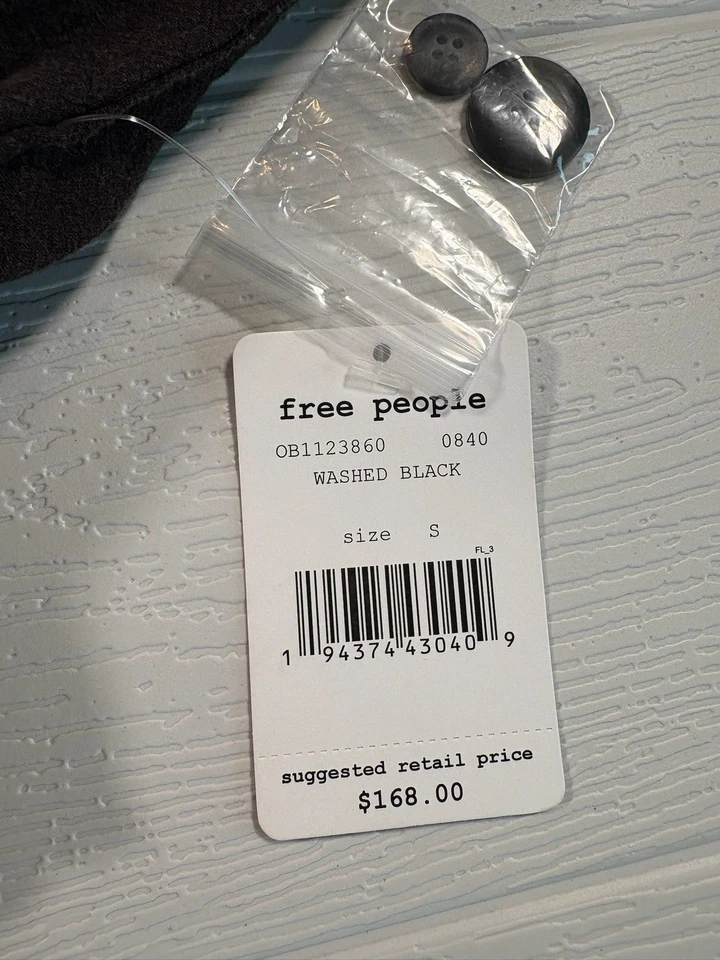 free people
OB1123860 0840
WASHED BLACK
size S
FL_3
1 94374 43040 9
suggested retail price
$168.00